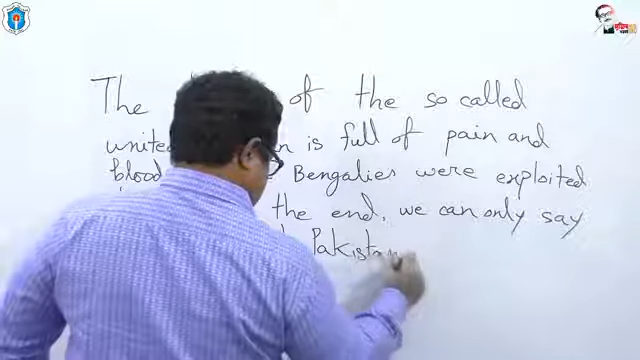 The of the so called
unite n is full of pain and
blood Bengalies were exploited
the end, we can only say
Pakistan